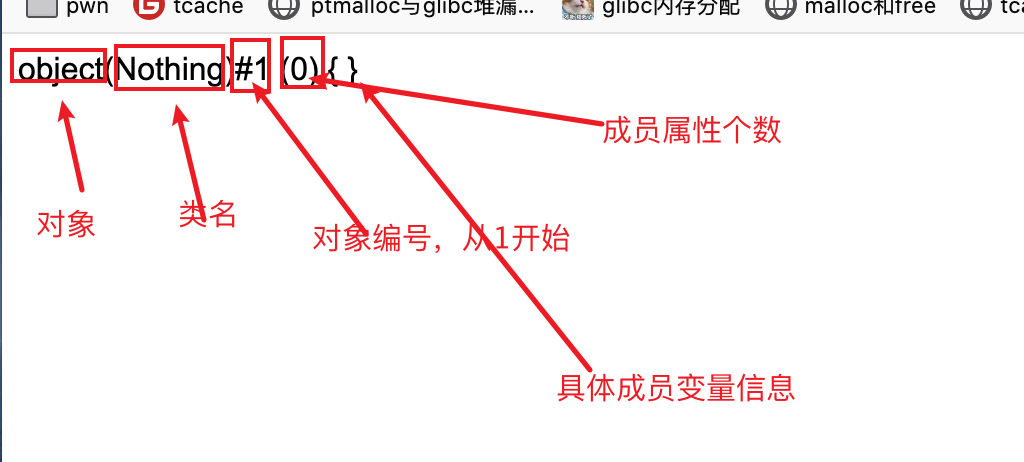 pwn tcache ptmalloc与glibc堆漏... glibc内存分配 malloc和free tca
object(Nothing)#1 (0) { }
成员属性个数
对象 类名 对象编号，从1开始
具体成员变量信息